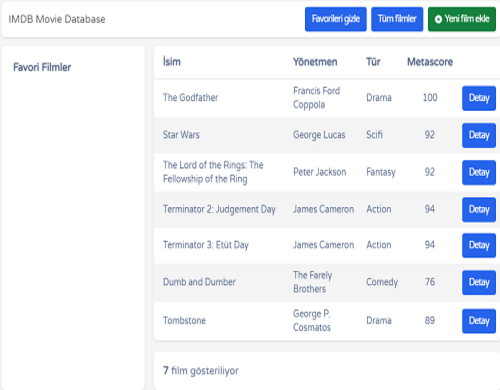 IMDB Movie Database
Favorileri gizle
Tüm filmler
Yeni film ekle
Favori Filmler
İsim Yönetmen Tür Metascore
The Godfather Francis Ford Coppola Drama 100 Detay
Star Wars George Lucas Scifi 92 Detay
The Lord of the Rings: The Fellowship of the Ring Peter Jackson Fantasy 92 Detay
Terminator 2: Judgement Day James Cameron Action 94 Detay
Terminator 3: Etüt Day James Cameron Action 94 Detay
Dumb and Dumber The Farely Brothers Comedy 76 Detay
Tombstone George P. Cosmatos Drama 89 Detay
7 film gösteriliyor